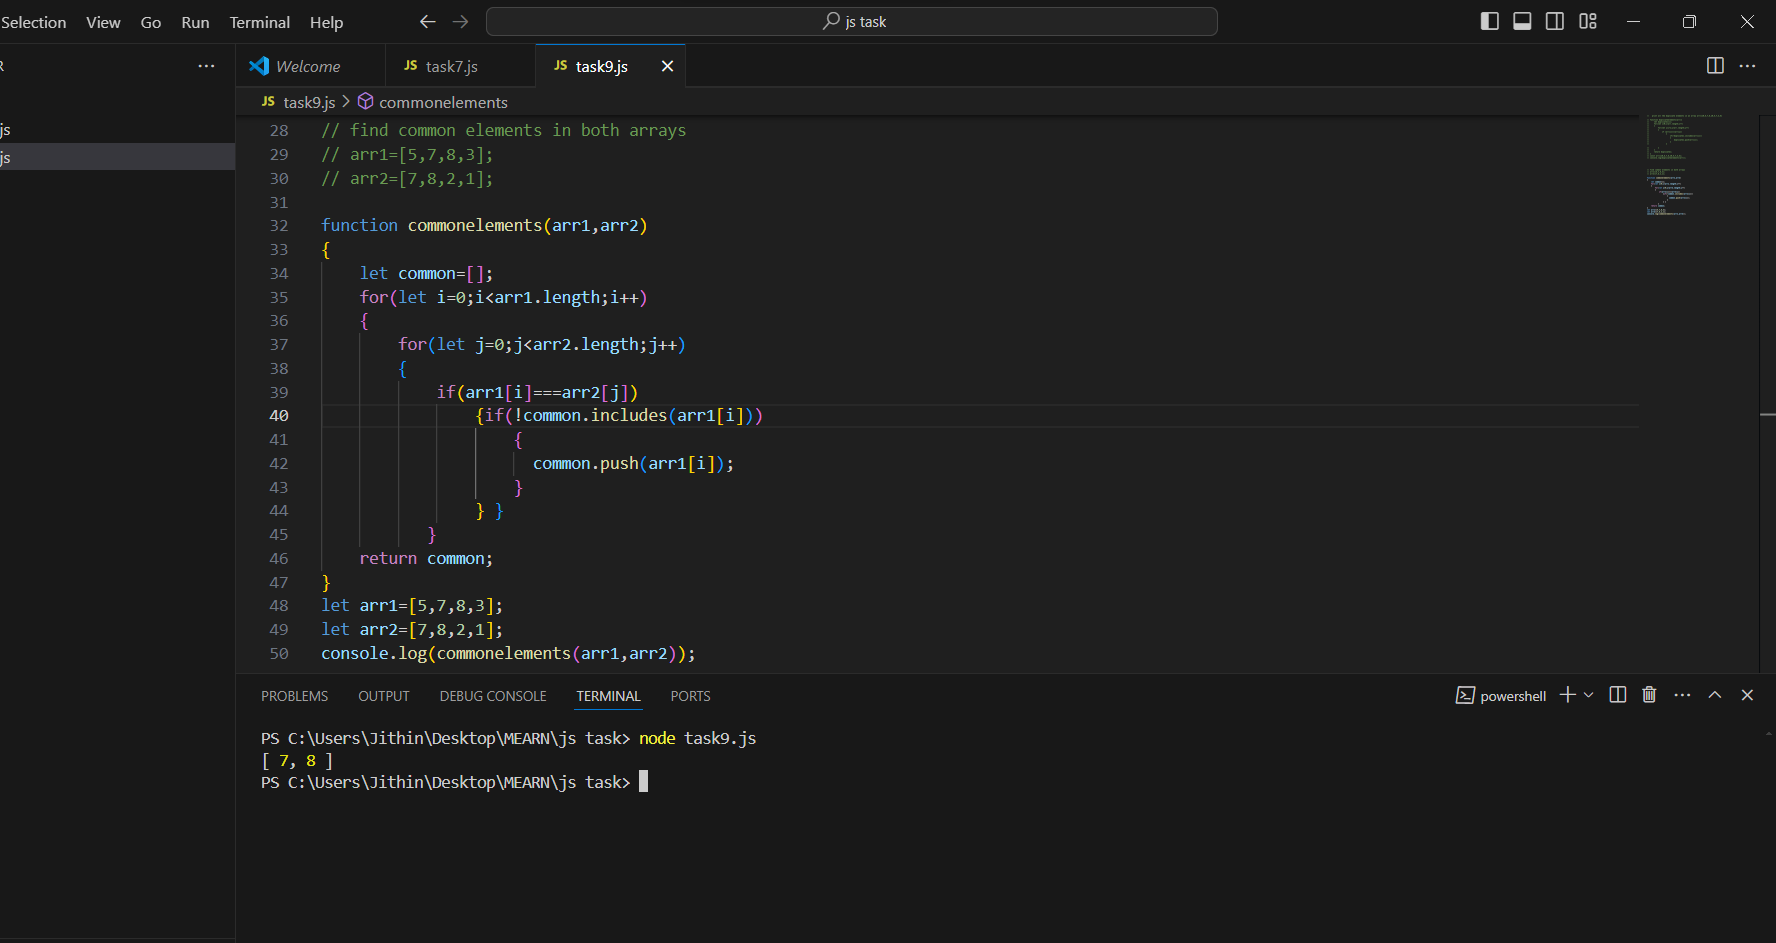 Selection View Go Run Terminal Help js task
R ... Welcome JS task7.js JS task9.js
JS task9.js > commonelements
js
js
28 // find common elements in both arrays
29 // arr1=[5,7,8,3];
30 // arr2=[7,8,2,1];
31
32 function commonelements(arr1,arr2)
33 {
34 let common=[];
35 for(let i=0;i<arr1.length;i++)
36 {
37 for(let j=0;j<arr2.length;j++)
38 {
39 if(arr1[i]===arr2[j])
40 {if(!common.includes(arr1[i]))
41 {
42 common.push(arr1[i]);
43 }
44 } }
45 }
46 return common;
47 }
48 let arr1=[5,7,8,3];
49 let arr2=[7,8,2,1];
50 console.log(commonelements(arr1,arr2));
PROBLEMS OUTPUT DEBUG CONSOLE TERMINAL PORTS powershell
PS C:\Users\Jithin\Desktop\MEARN\js task> node task9.js
[ 7, 8 ]
PS C:\Users\Jithin\Desktop\MEARN\js task>